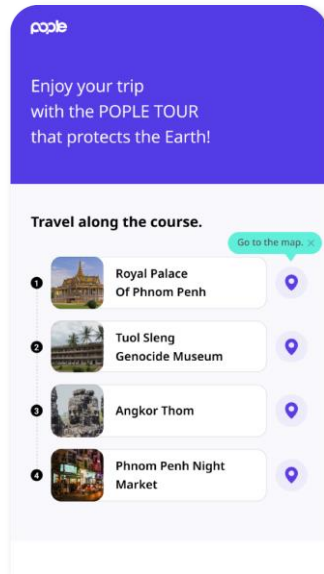 pople
Enjoy your trip
with the POPLE TOUR
that protects the Earth!
Travel along the course.
Go to the map. ×
1
Royal Palace
Of Phnom Penh
2
Tuol Sleng
Genocide Museum
3
Angkor Thom
4
Phnom Penh Night
Market